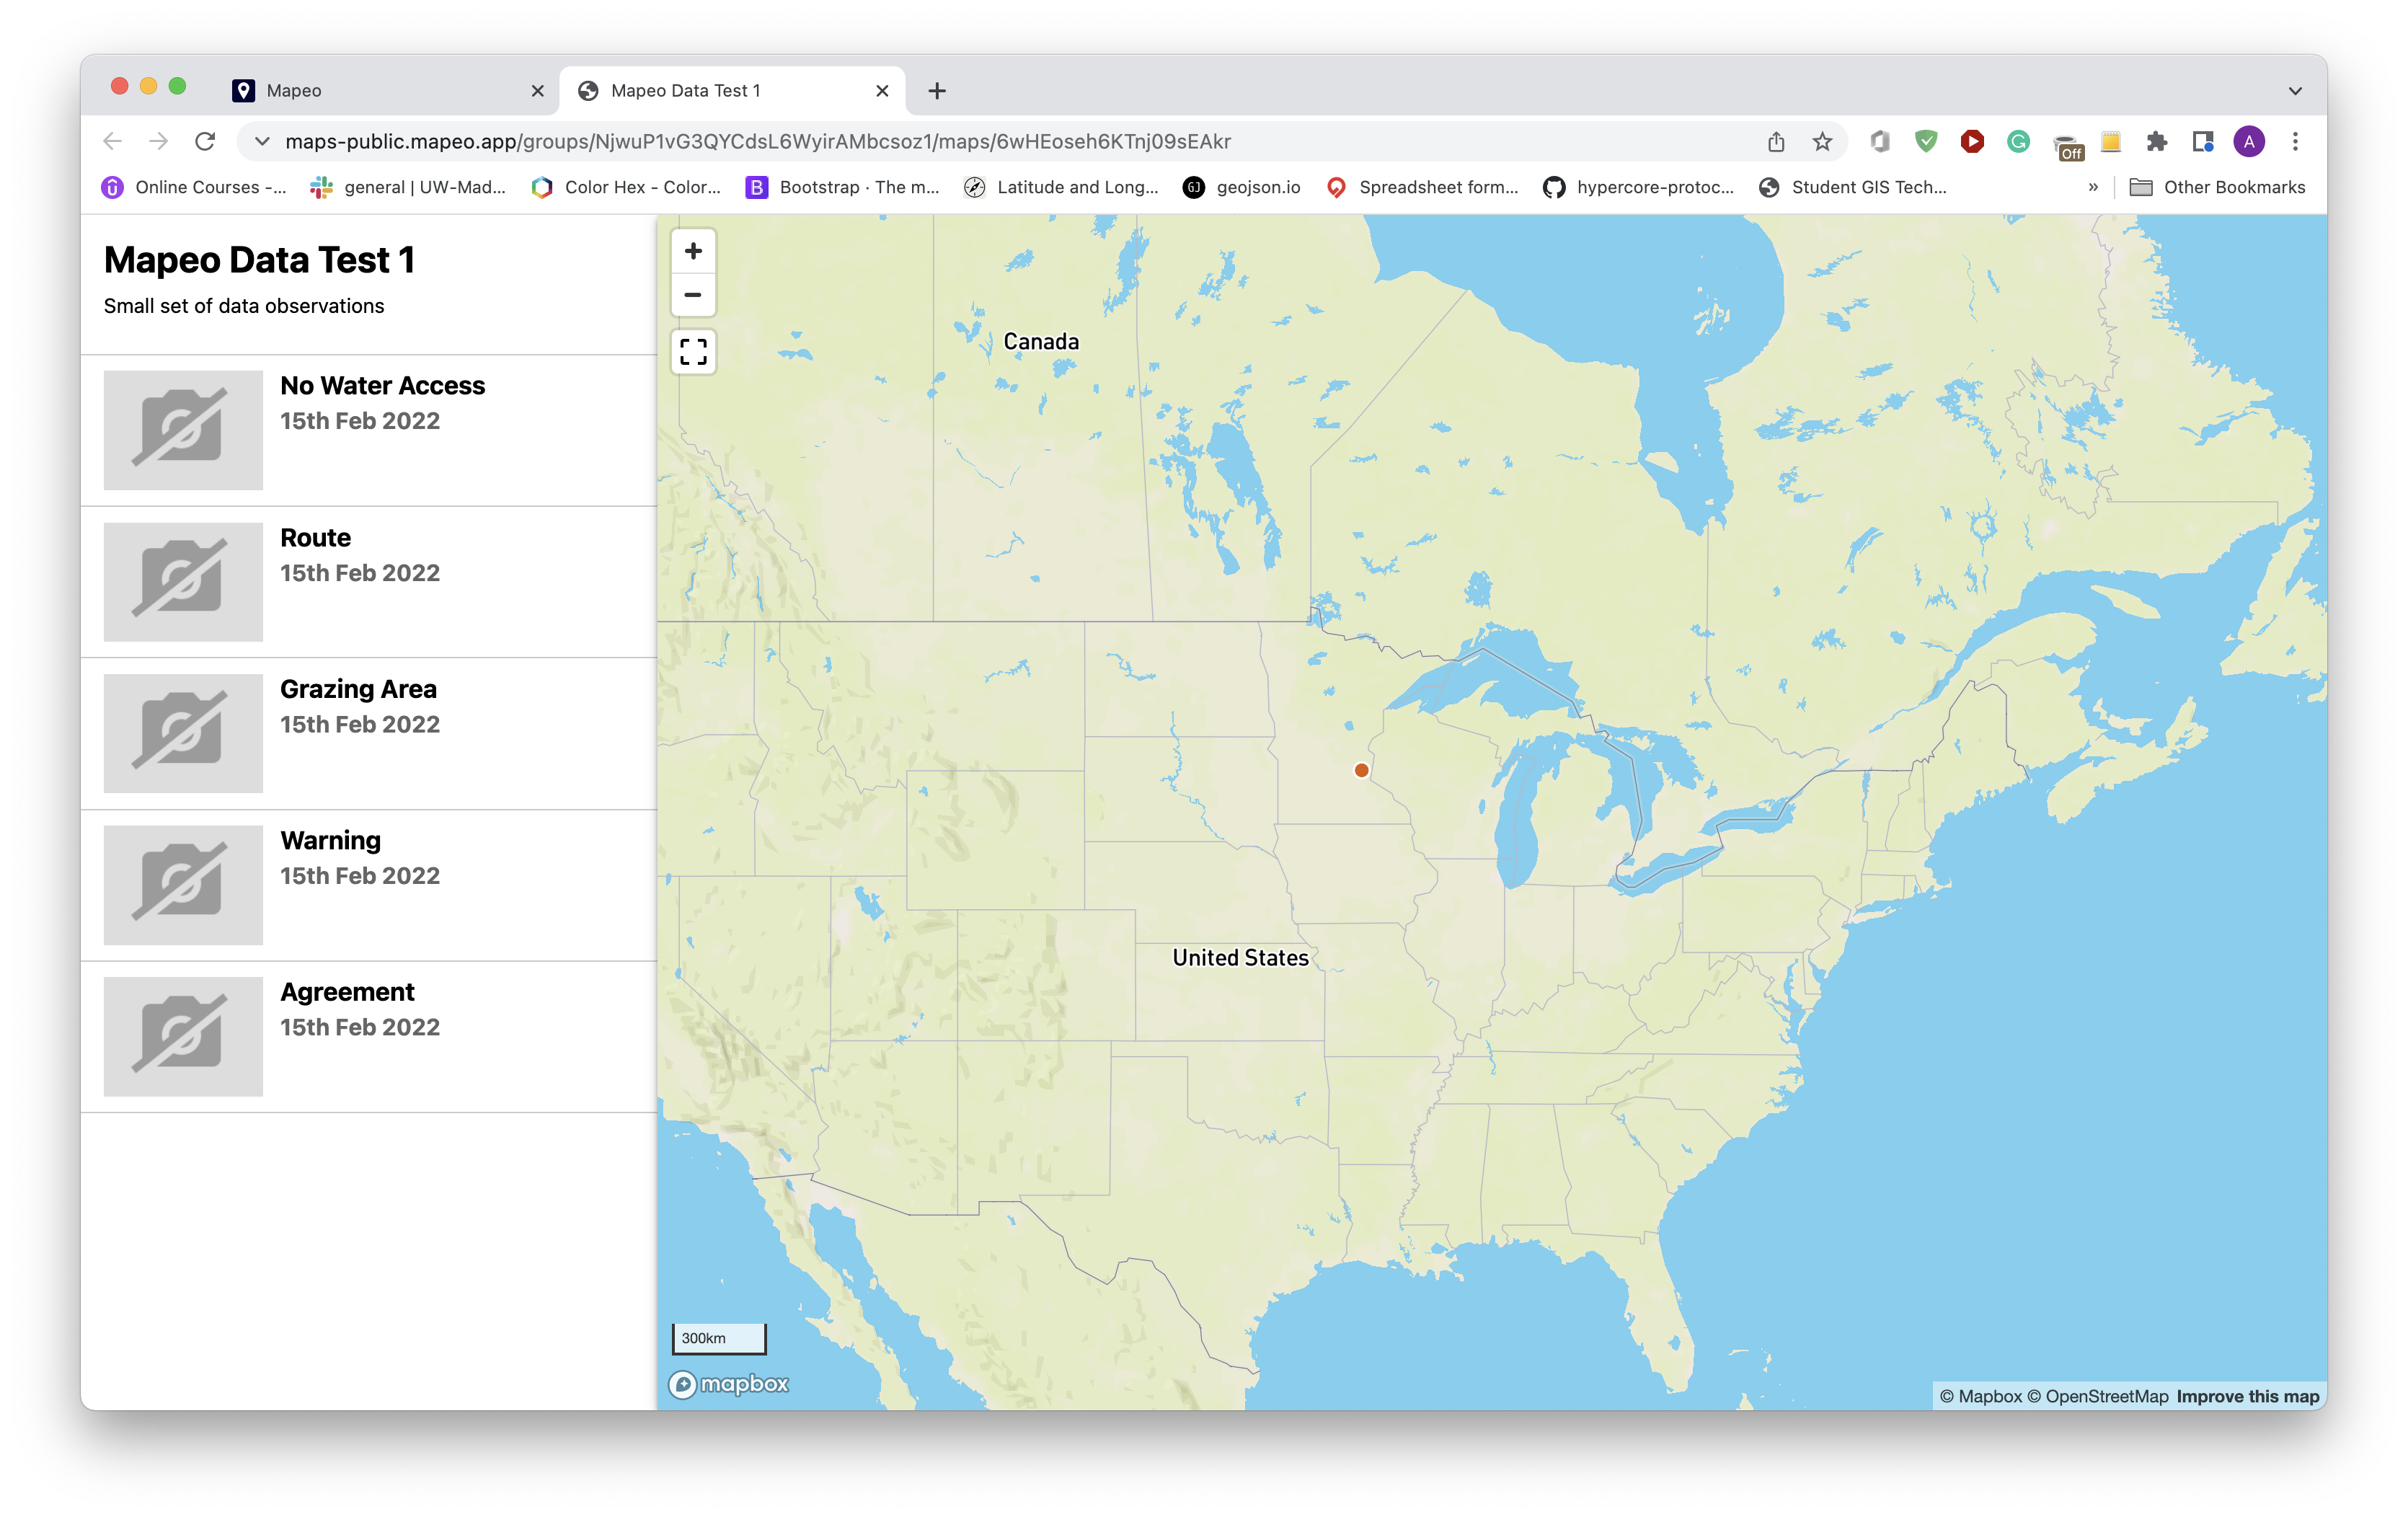 Mapeo
Mapeo Data Test 1
maps-public.mapeo.app/groups/NjwuP1vG3QYCdsL6WyirAMbcsoz1/maps/6wHEoseh6KTnj09sEAkr
Off
A
Online Courses -...
general | UW-Mad...
Color Hex - Color...
B
Bootstrap · The m...
Latitude and Long...
GJ
geojson.io
Spreadsheet form...
hypercore-protoc...
Student GIS Tech...
»
Other Bookmarks
Mapeo Data Test 1
Small set of data observations
No Water Access
15th Feb 2022
Route
15th Feb 2022
Grazing Area
15th Feb 2022
Warning
15th Feb 2022
Agreement
15th Feb 2022
Canada
United States
300km
mapbox
© Mapbox © OpenStreetMap Improve this map